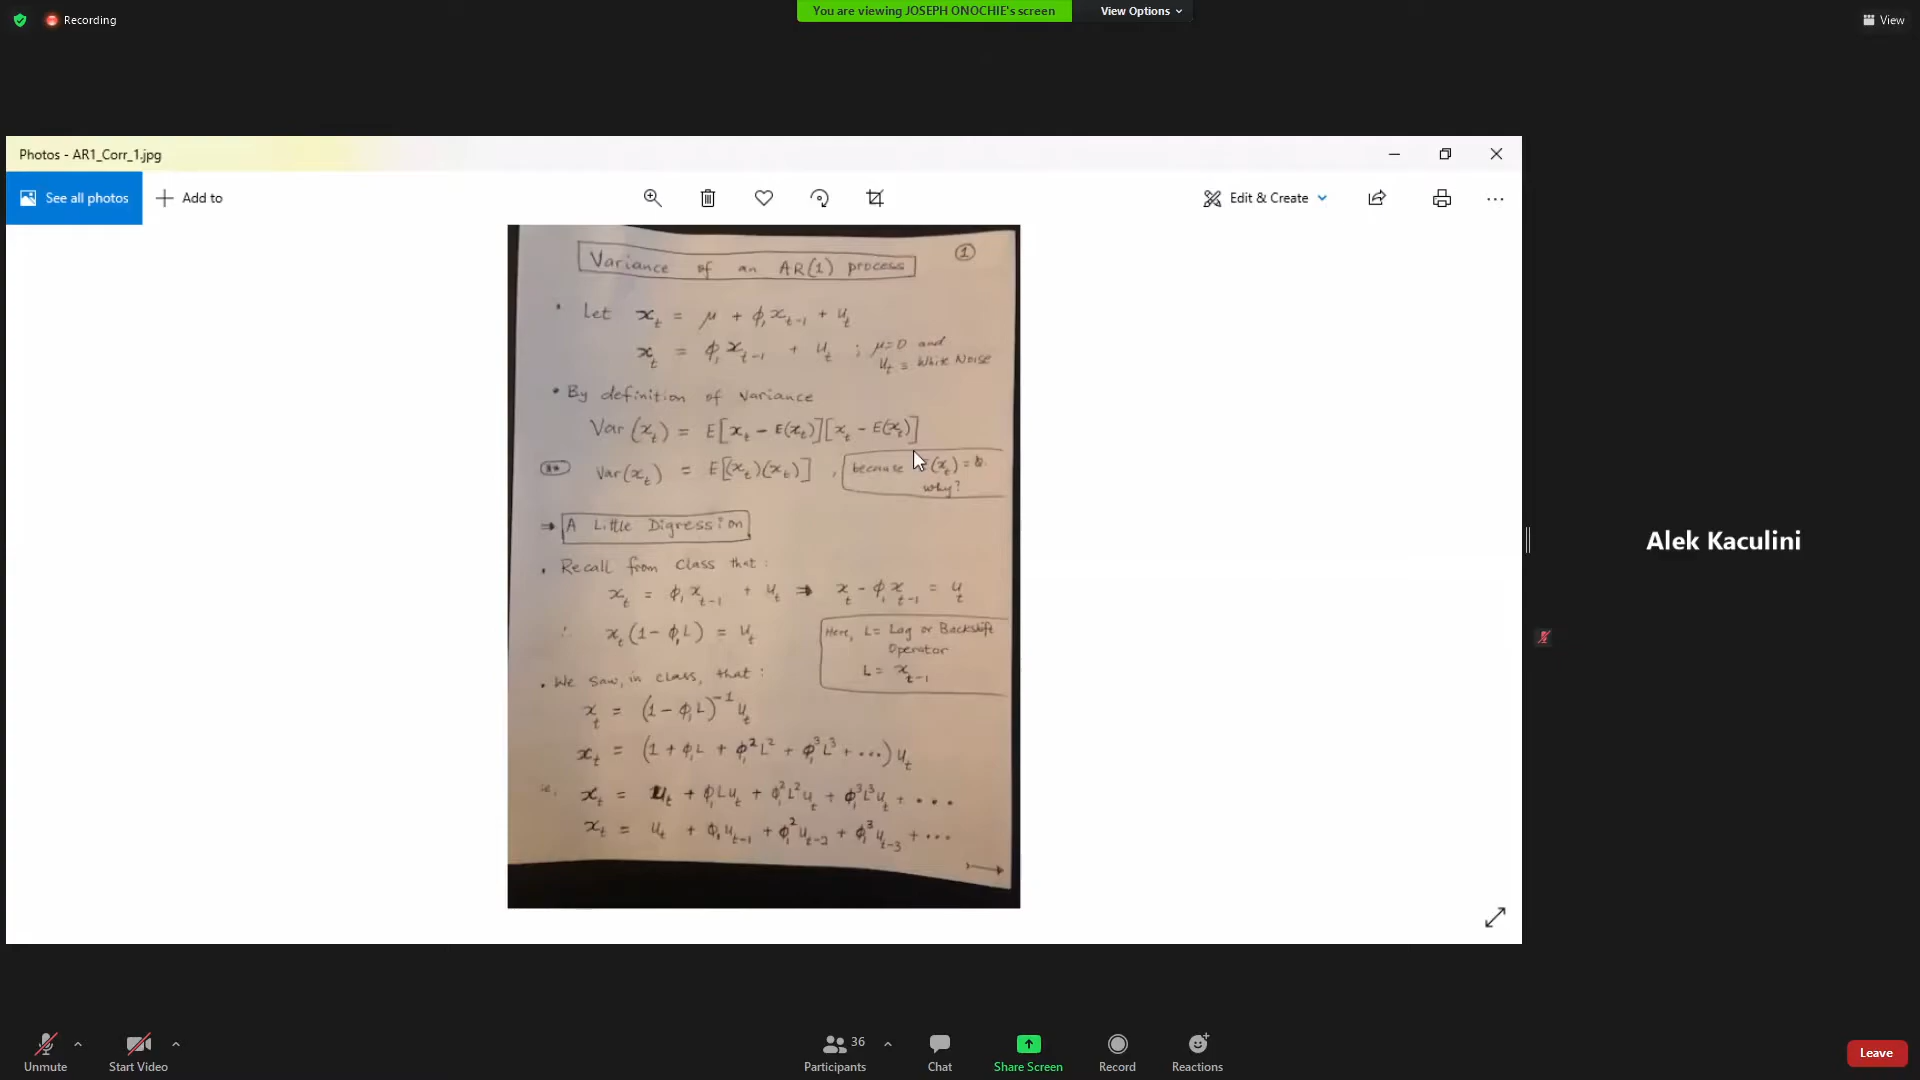 Recording
You are viewing JOSEPH ONOCHIE's screen
View Options
View
Photos - AR1_Corr_1.jpg
See all photos
Add to
Edit & Create
Variance of an AR(1) process
①
• Let xₜ = μ + ϕ₁xₜ₋₁ + uₜ
xₜ = ϕ₁xₜ₋₁ + uₜ ; μ=0 and
uₜ ≡ White Noise
• By definition of Variance
Var(xₜ) = E[xₜ - E(xₜ)][xₜ - E(xₜ)]
Var(xₜ) = E[(xₜ)(xₜ)] , because (xₜ) = 0.
why?
⇒ A Little Digression
• Recall from Class that:
xₜ = ϕ₁xₜ₋₁ + uₜ ⇒ xₜ - ϕ₁xₜ₋₁ = uₜ
∴ xₜ(1 - ϕ₁L) = uₜ
Here, L = Lag or Backshift
Operator
L = xₜ₋₁
• We saw, in class, that:
xₜ = (1 - ϕ₁L)⁻¹ uₜ
xₜ = (1 + ϕ₁L + ϕ₁²L² + ϕ₁³L³ + ...) uₜ
ie, xₜ = uₜ + ϕ₁Luₜ + ϕ₁²L²uₜ + ϕ₁³L³uₜ + ...
xₜ = uₜ + ϕ₁uₜ₋₁ + ϕ₁²uₜ₋₂ + ϕ₁³uₜ₋₃ + ...
Alek Kaculini
Unmute
Start Video
36
Participants
Chat
Share Screen
Record
Reactions
Leave